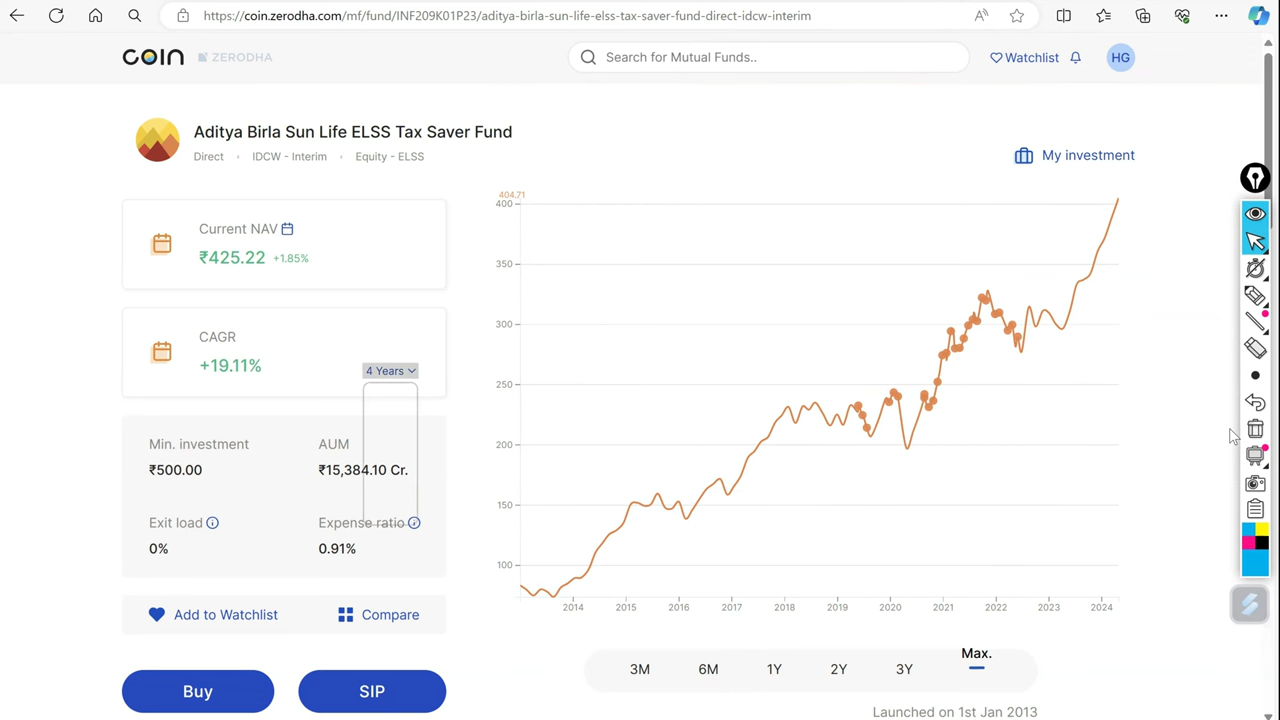 https://coin.zerodha.com/mf/fund/INF209K01P23/aditya-birla-sun-life-elss-tax-saver-fund-direct-idcw-interim
coin ZERODHA
Search for Mutual Funds..
Watchlist
HG
Aditya Birla Sun Life ELSS Tax Saver Fund
Direct IDCW - Interim Equity - ELSS
My investment
Current NAV
₹425.22 +1.85%
CAGR
+19.11%
4 Years
Min. investment AUM
₹500.00 ₹15,384.10 Cr.
Exit load Expense ratio
0% 0.91%
Add to Watchlist Compare
Buy SIP
404.71
400
350
300
250
200
150
100
2014 2015 2016 2017 2018 2019 2020 2021 2022 2023 2024
3M 6M 1Y 2Y 3Y Max.
Launched on 1st Jan 2013